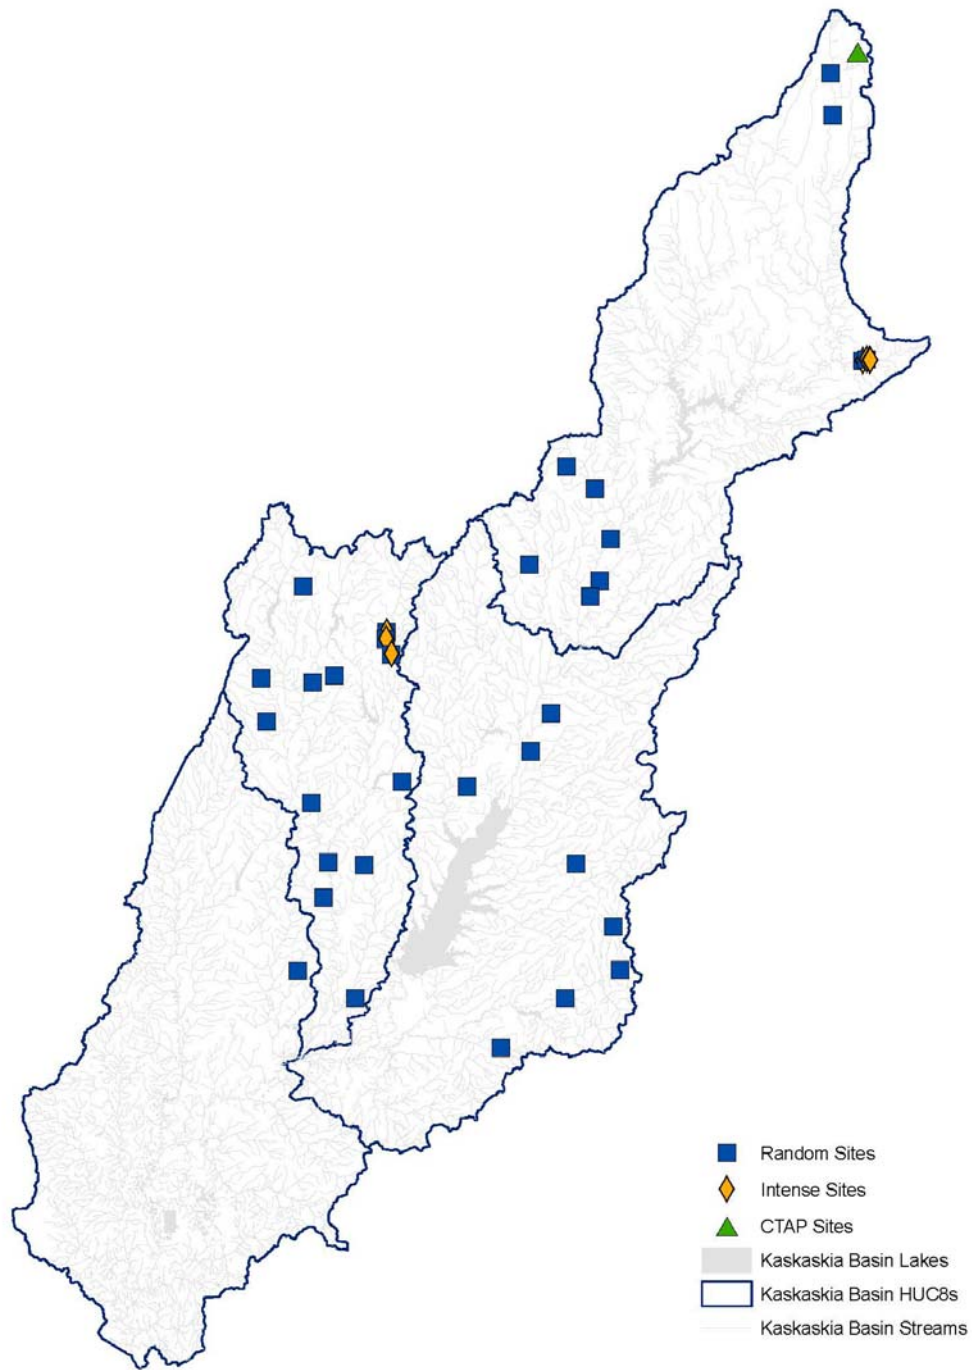 Random Sites
Intense Sites
CTAP Sites
Kaskaskia Basin Lakes
Kaskaskia Basin HUC8s
Kaskaskia Basin Streams